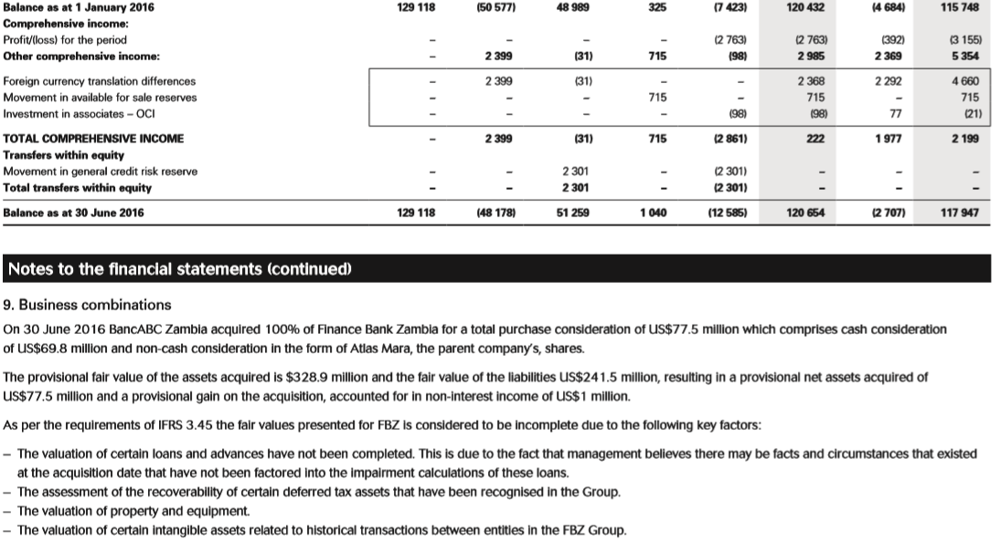 Balance as at 1 January 2016 129 118 (50 577) 48 989 325 (7 423) 120 432 (4 684) 115 748
Comprehensive income:
Profit/(loss) for the period – – – – (2 763) (2 763) (392) (3 155)
Other comprehensive income: – 2 399 (31) 715 (98) 2 985 2 369 5 354
Foreign currency translation differences – 2 399 (31) – – 2 368 2 292 4 660
Movement in available for sale reserves – – – 715 – 715 – 715
Investment in associates – OCI – – – – (98) (98) 77 (21)
TOTAL COMPREHENSIVE INCOME – 2 399 (31) 715 (2 861) 222 1 977 2 199
Transfers within equity
Movement in general credit risk reserve – – 2 301 – (2 301) – – –
Total transfers within equity – – 2 301 – (2 301) – – –
Balance as at 30 June 2016 129 118 (48 178) 51 259 1 040 (12 585) 120 654 (2 707) 117 947
Notes to the financial statements (continued)
9. Business combinations
On 30 June 2016 BancABC Zambia acquired 100% of Finance Bank Zambia for a total purchase consideration of US$77.5 million which comprises cash consideration
of US$69.8 million and non-cash consideration in the form of Atlas Mara, the parent company's, shares.
The provisional fair value of the assets acquired is $328.9 million and the fair value of the liabilities US$241.5 million, resulting in a provisional net assets acquired of
US$77.5 million and a provisional gain on the acquisition, accounted for in non-interest income of US$1 million.
As per the requirements of IFRS 3.45 the fair values presented for FBZ is considered to be incomplete due to the following key factors:
– The valuation of certain loans and advances have not been completed. This is due to the fact that management believes there may be facts and circumstances that existed
at the acquisition date that have not been factored into the impairment calculations of these loans.
– The assessment of the recoverability of certain deferred tax assets that have been recognised in the Group.
– The valuation of property and equipment.
– The valuation of certain intangible assets related to historical transactions between entities in the FBZ Group.